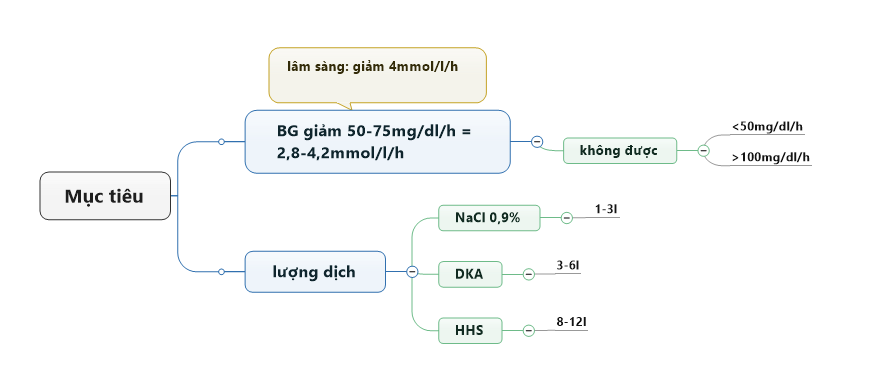 lâm sàng: giảm 4mmol/l/h
BG giảm 50-75mg/dl/h =
2,8-4,2mmol/l/h
không được
<50mg/dl/h
>100mg/dl/h
Mục tiêu
lượng dịch
NaCl 0,9%
1-3l
DKA
3-6l
HHS
8-12l